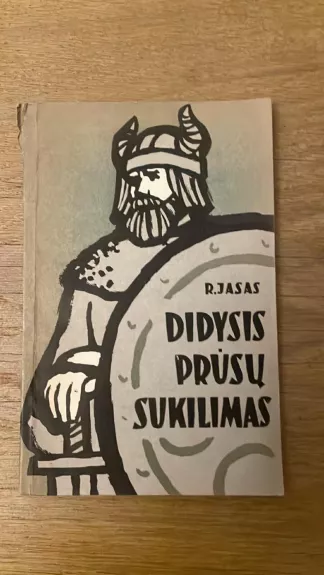 R.JASAS
DIDYSIS
PRŪSŲ
SUKILIMAS